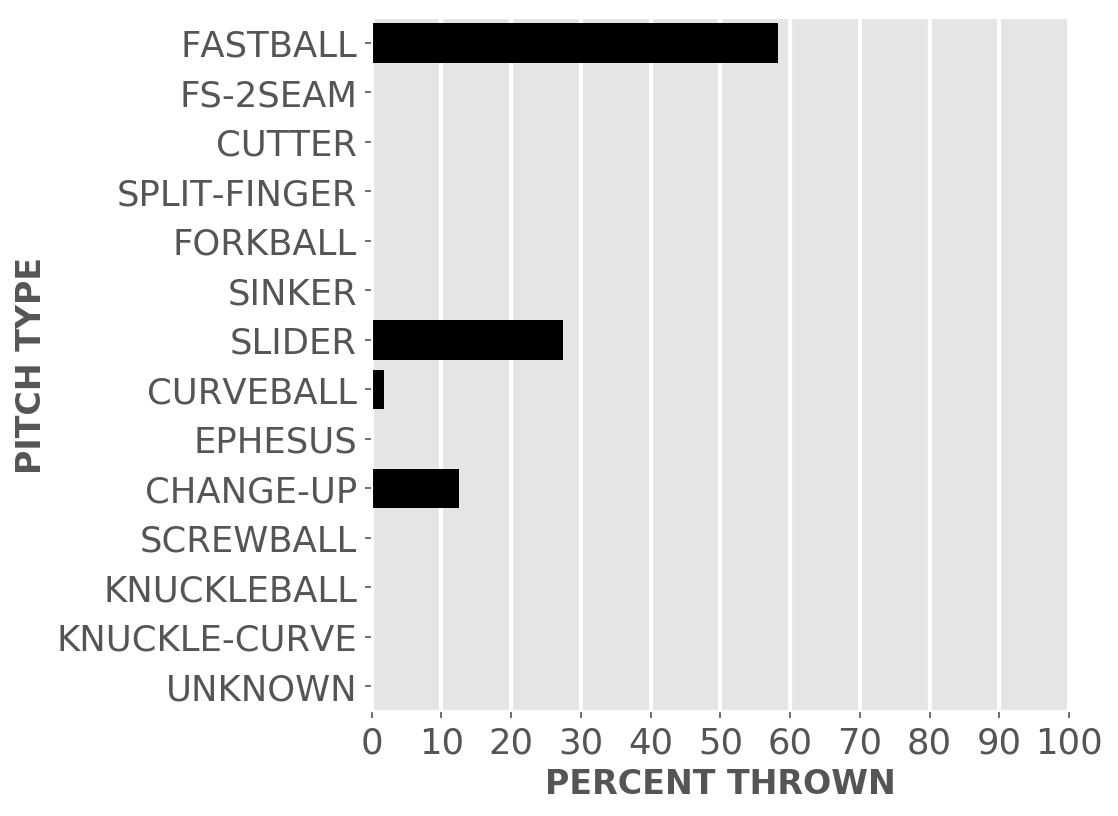 FASTBALL
FS-2SEAM
CUTTER
SPLIT-FINGER
FORKBALL
SINKER
SLIDER
CURVEBALL
EPHESUS
CHANGE-UP
SCREWBALL
KNUCKLEBALL
KNUCKLE-CURVE
UNKNOWN
PITCH TYPE
0 10 20 30 40 50 60 70 80 90 100
PERCENT THROWN